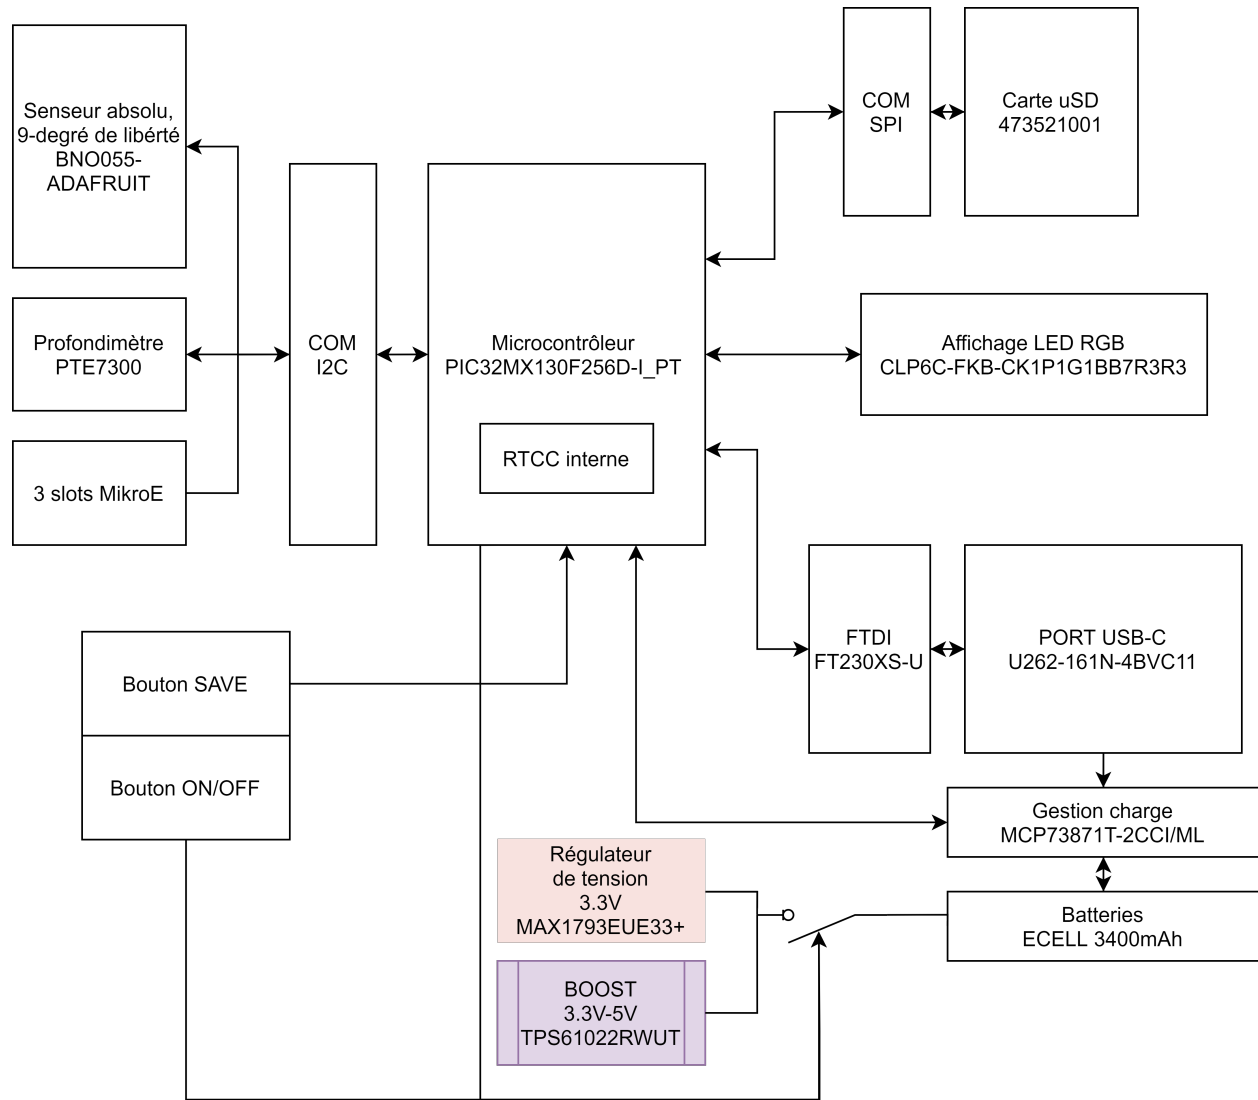 Senseur absolu,
9-degré de libérté
BNO055-
ADAFRUIT
COM
SPI
Carte uSD
473521001
Profondimètre
PTE7300
COM
I2C
Microcontrôleur
PIC32MX130F256D-I_PT
Affichage LED RGB
CLP6C-FKB-CK1P1G1BB7R3R3
RTCC interne
3 slots MikroE
FTDI
FT230XS-U
PORT USB-C
U262-161N-4BVC11
Bouton SAVE
Bouton ON/OFF
Gestion charge
MCP73871T-2CCI/ML
Régulateur
de tension
3.3V
MAX1793EUE33+
Batteries
ECELL 3400mAh
BOOST
3.3V-5V
TPS61022RWUT